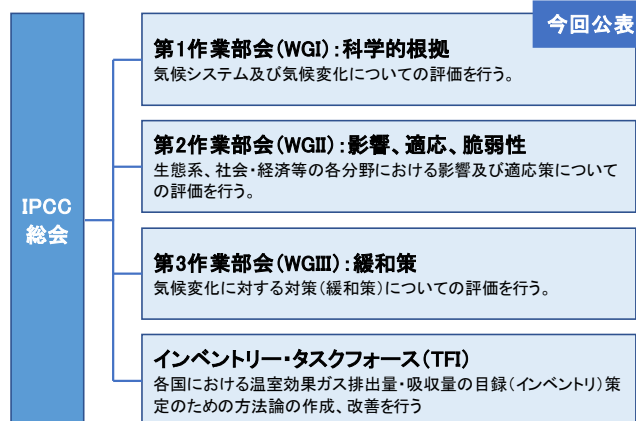 今回公表
IPCC
総会
第1作業部会(WGⅠ):科学的根拠
気候システム及び気候変化についての評価を行う。
第2作業部会(WGⅡ):影響、適応、脆弱性
生態系、社会・経済等の各分野における影響及び適応策について
の評価を行う。
第3作業部会(WGⅢ):緩和策
気候変化に対する対策(緩和策)についての評価を行う。
インベントリー・タスクフォース(TFI)
各国における温室効果ガス排出量・吸収量の目録(インベントリ)策
定のための方法論の作成、改善を行う